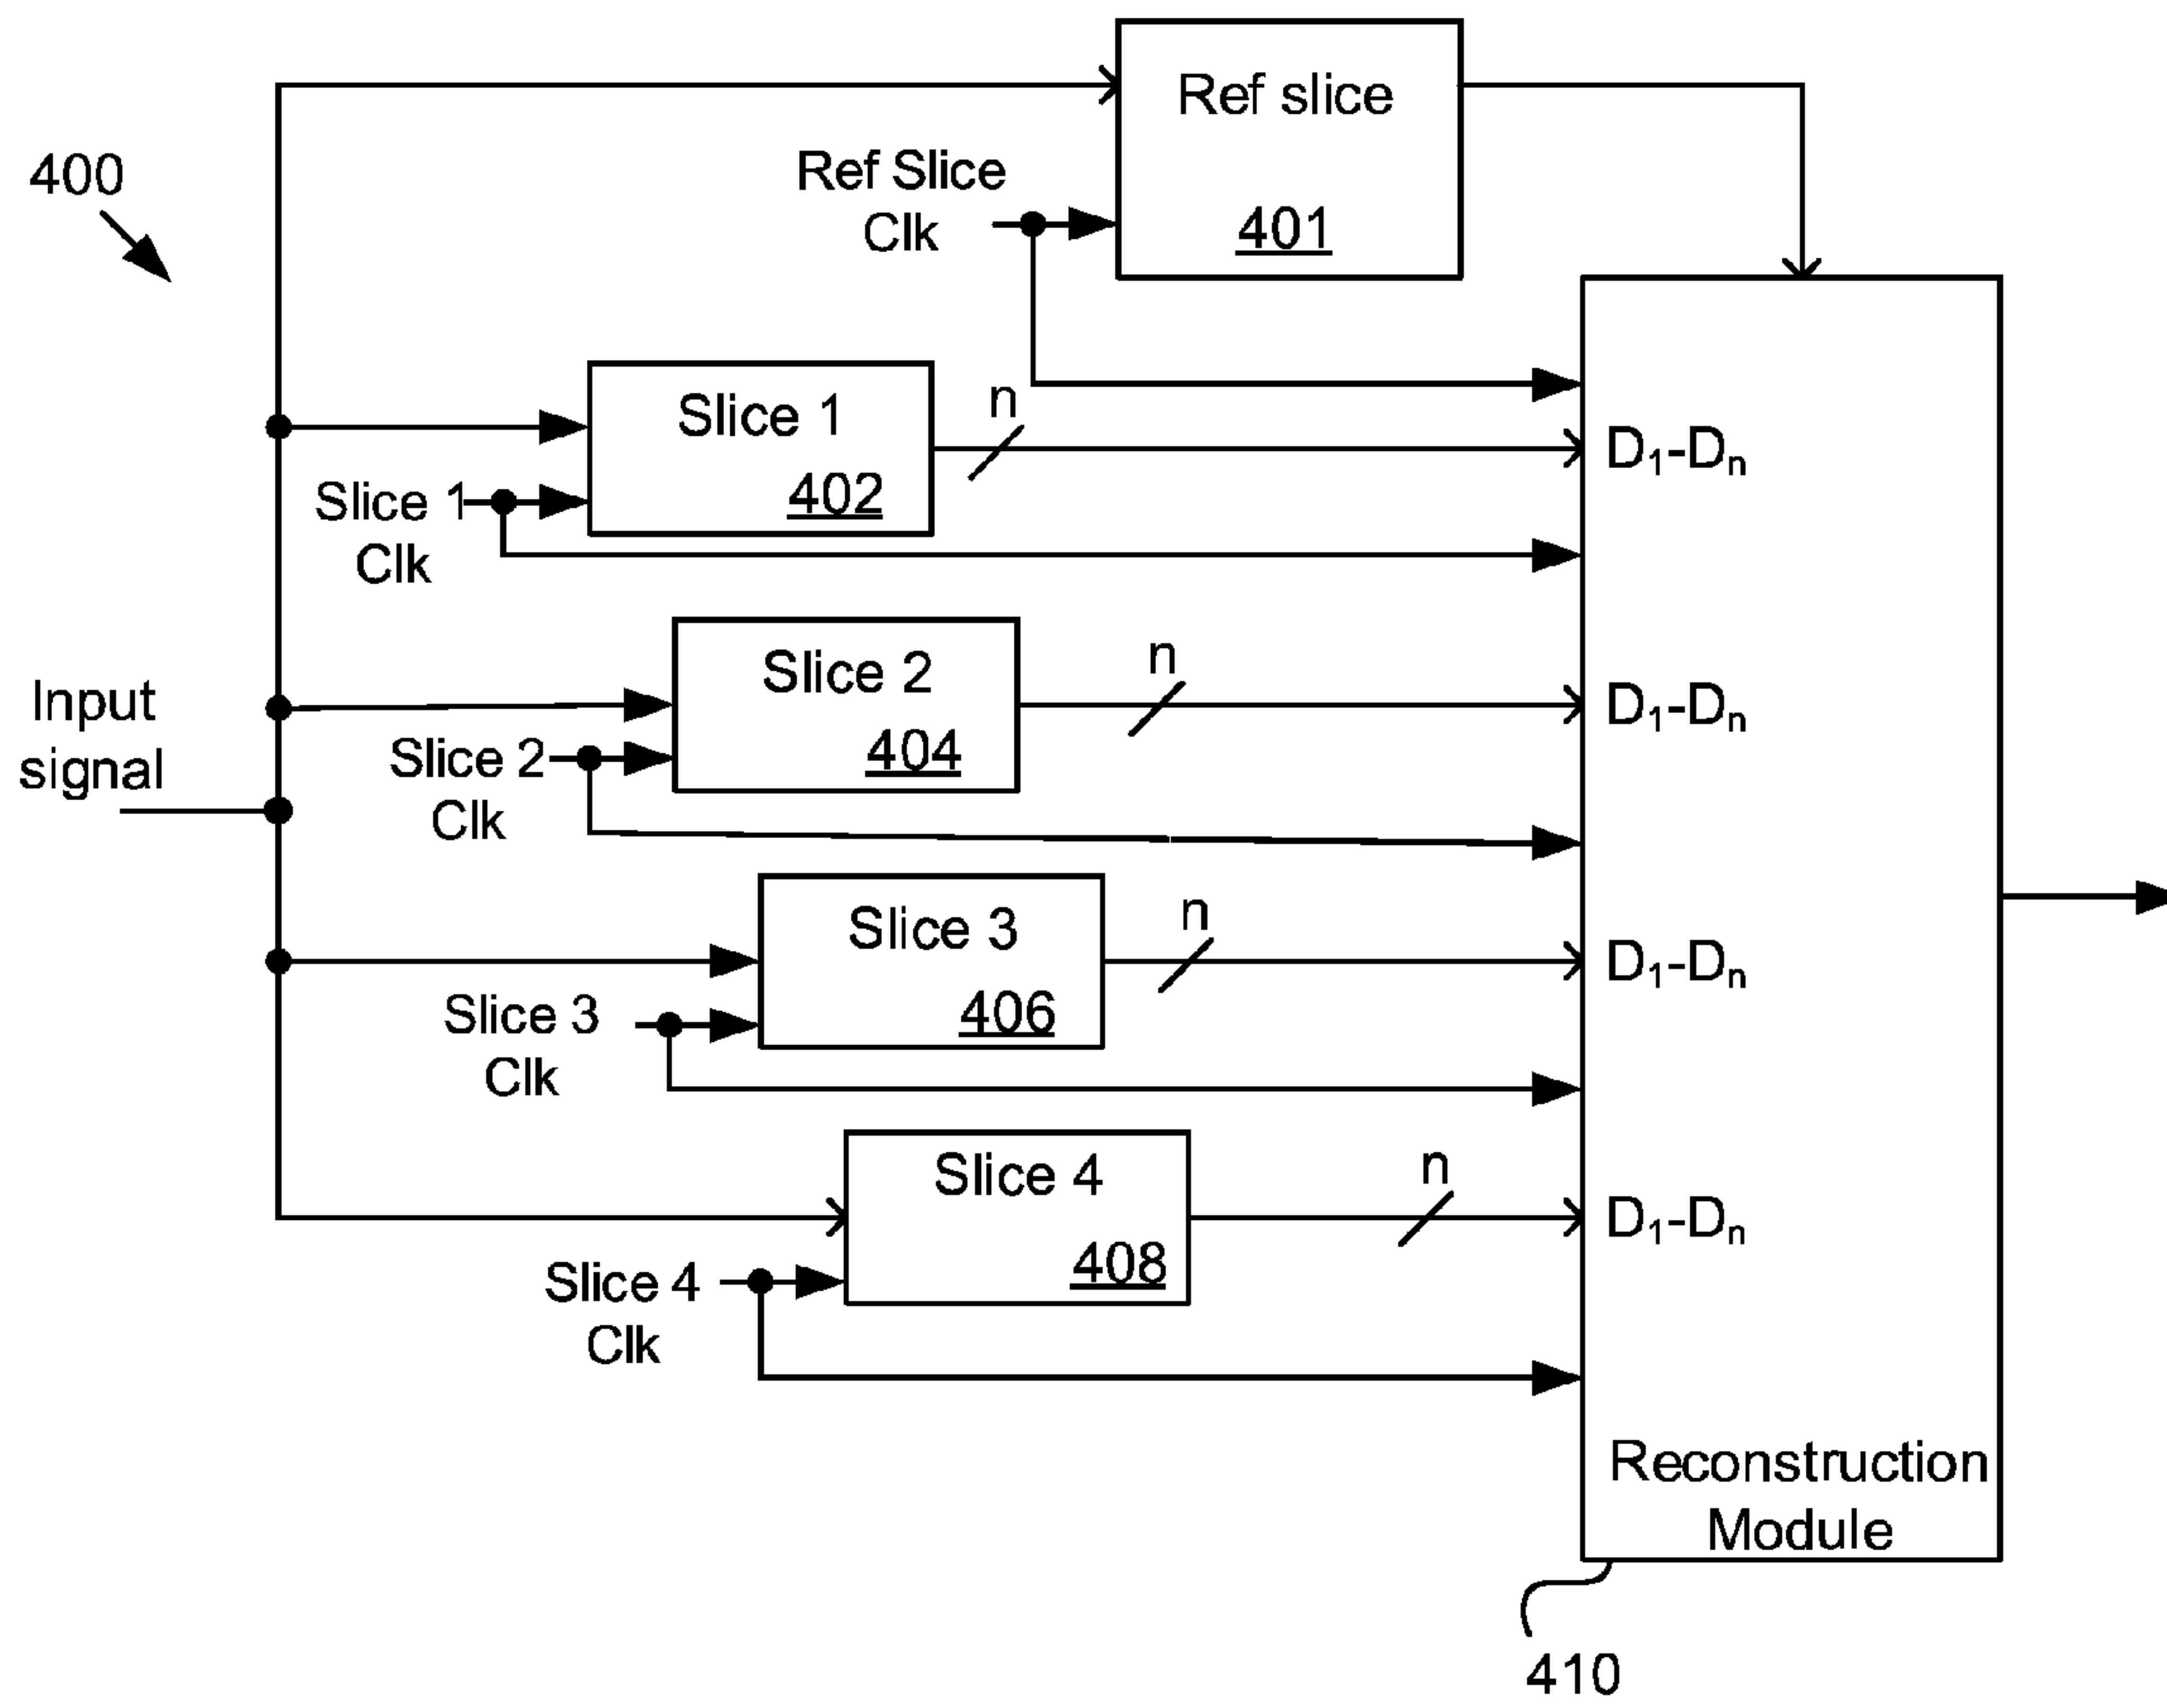 400
Ref slice
401
Ref Slice
Clk
Slice 1
402
n
D1-Dn
Slice 1
Clk
Slice 2
404
n
D1-Dn
Input
signal
Slice 2
Clk
Slice 3
406
n
D1-Dn
Slice 3
Clk
Slice 4
408
n
D1-Dn
Slice 4
Clk
Reconstruction
Module
410